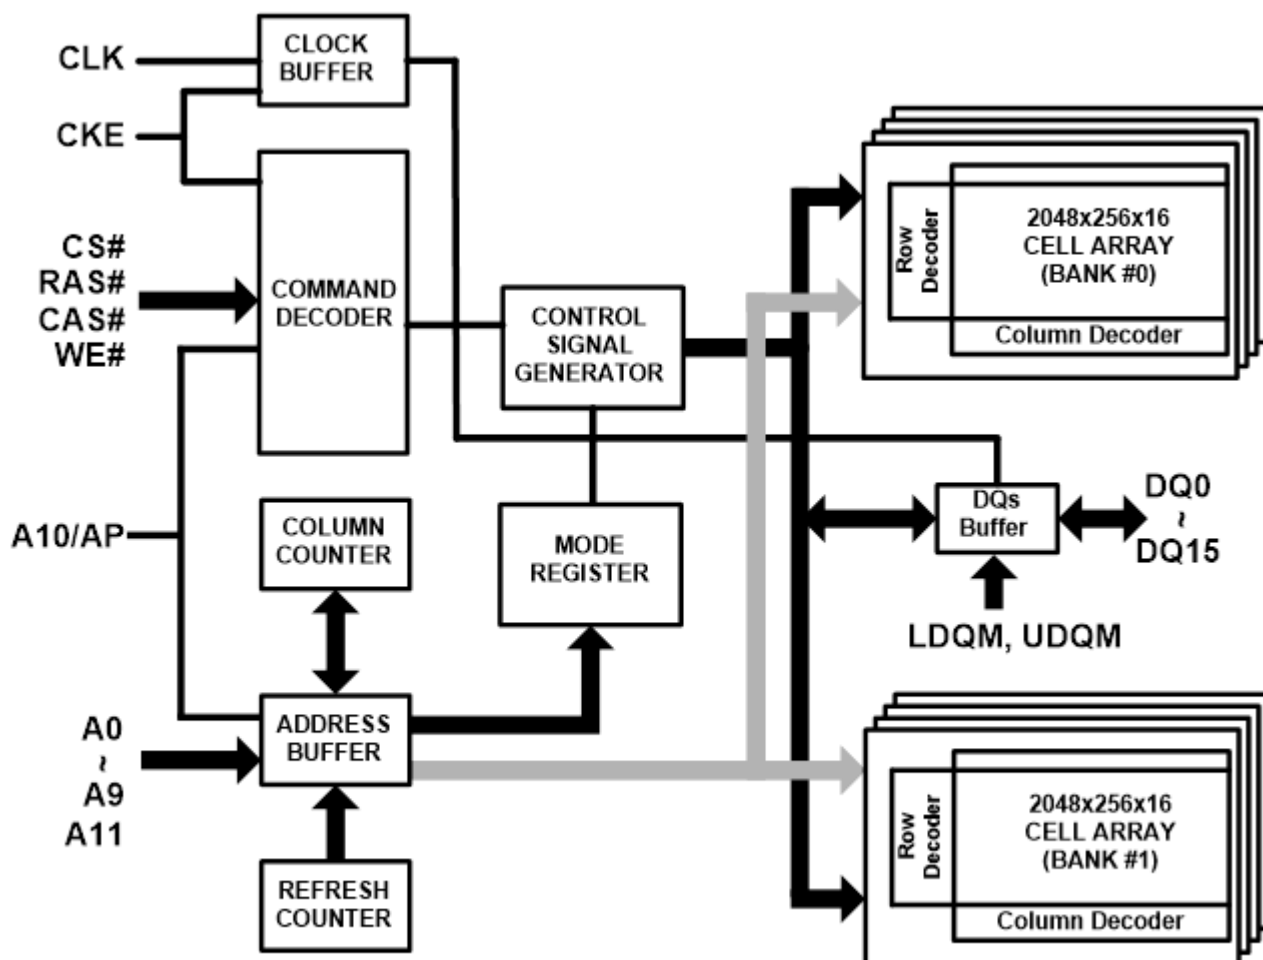 CLK
CKE
CLOCK
BUFFER
CS#
RAS#
CAS#
WE#
COMMAND
DECODER
CONTROL
SIGNAL
GENERATOR
Row
Decoder
2048x256x16
CELL ARRAY
(BANK #0)
Column Decoder
A10/AP
COLUMN
COUNTER
MODE
REGISTER
DQs
Buffer
DQ0
~
DQ15
LDQM, UDQM
A0
~
A9
A11
ADDRESS
BUFFER
REFRESH
COUNTER
Row
Decoder
2048x256x16
CELL ARRAY
(BANK #1)
Column Decoder